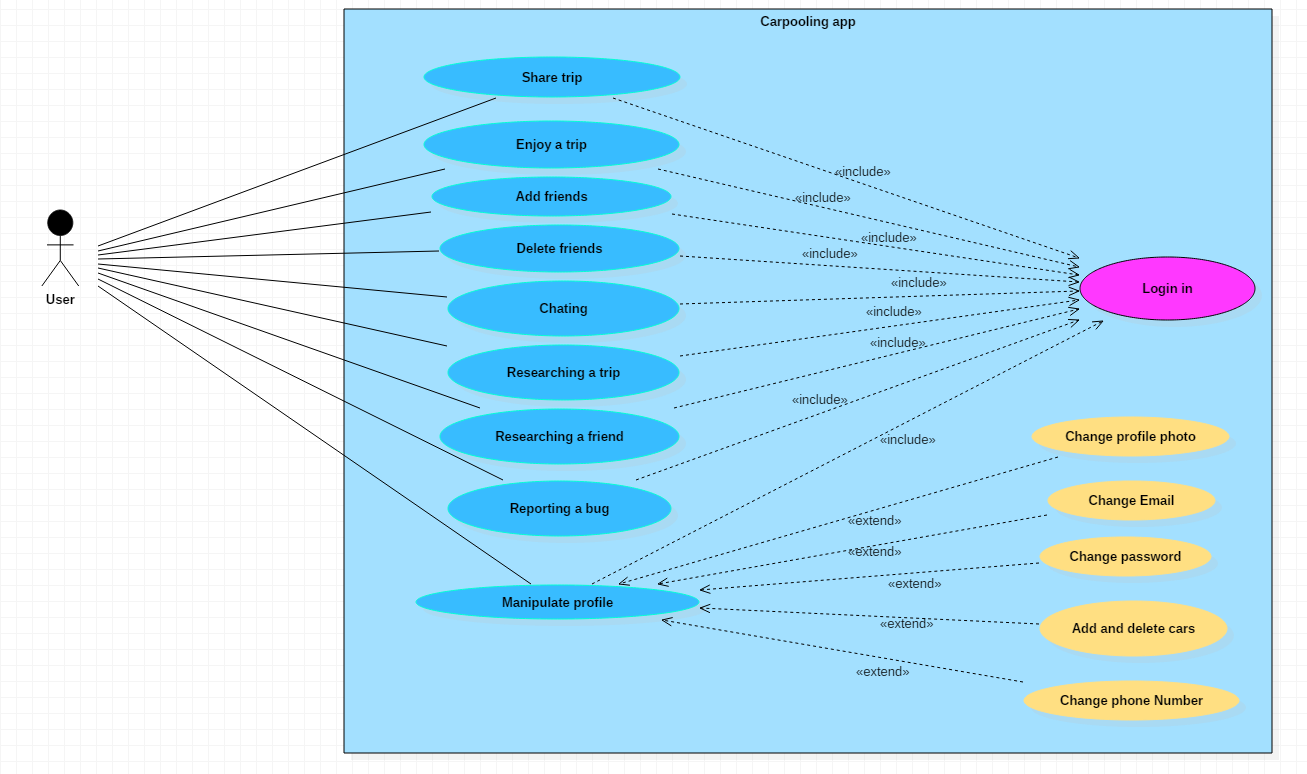 Carpooling app
Share trip
Enjoy a trip
Add friends
Delete friends
Chating
Researching a trip
Researching a friend
Reporting a bug
Manipulate profile
User
«include»
«include»
«include»
«include»
«include»
«include»
«include»
«include»
«include»
Login in
Change profile photo
Change Email
Change password
Add and delete cars
Change phone Number
«extend»
«extend»
«extend»
«extend»
«extend»